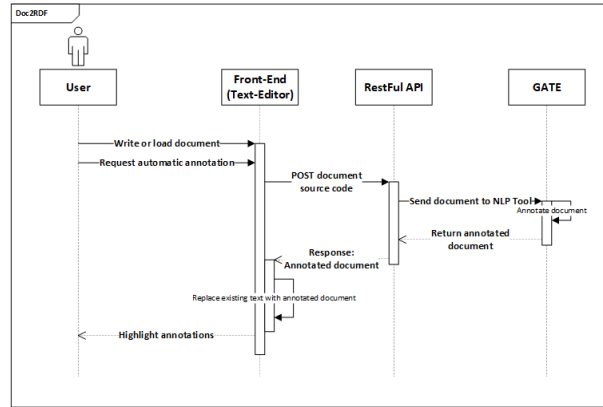 Doc2RDF
User
Front-End
(Text-Editor)
RestFul API
GATE
Write or load document
Request automatic annotation
POST document
source code
Send document to NLP Tool
Annotate document
Return annotated
document
Response:
Annotated document
Replace existing text with annotated document
Highlight annotations